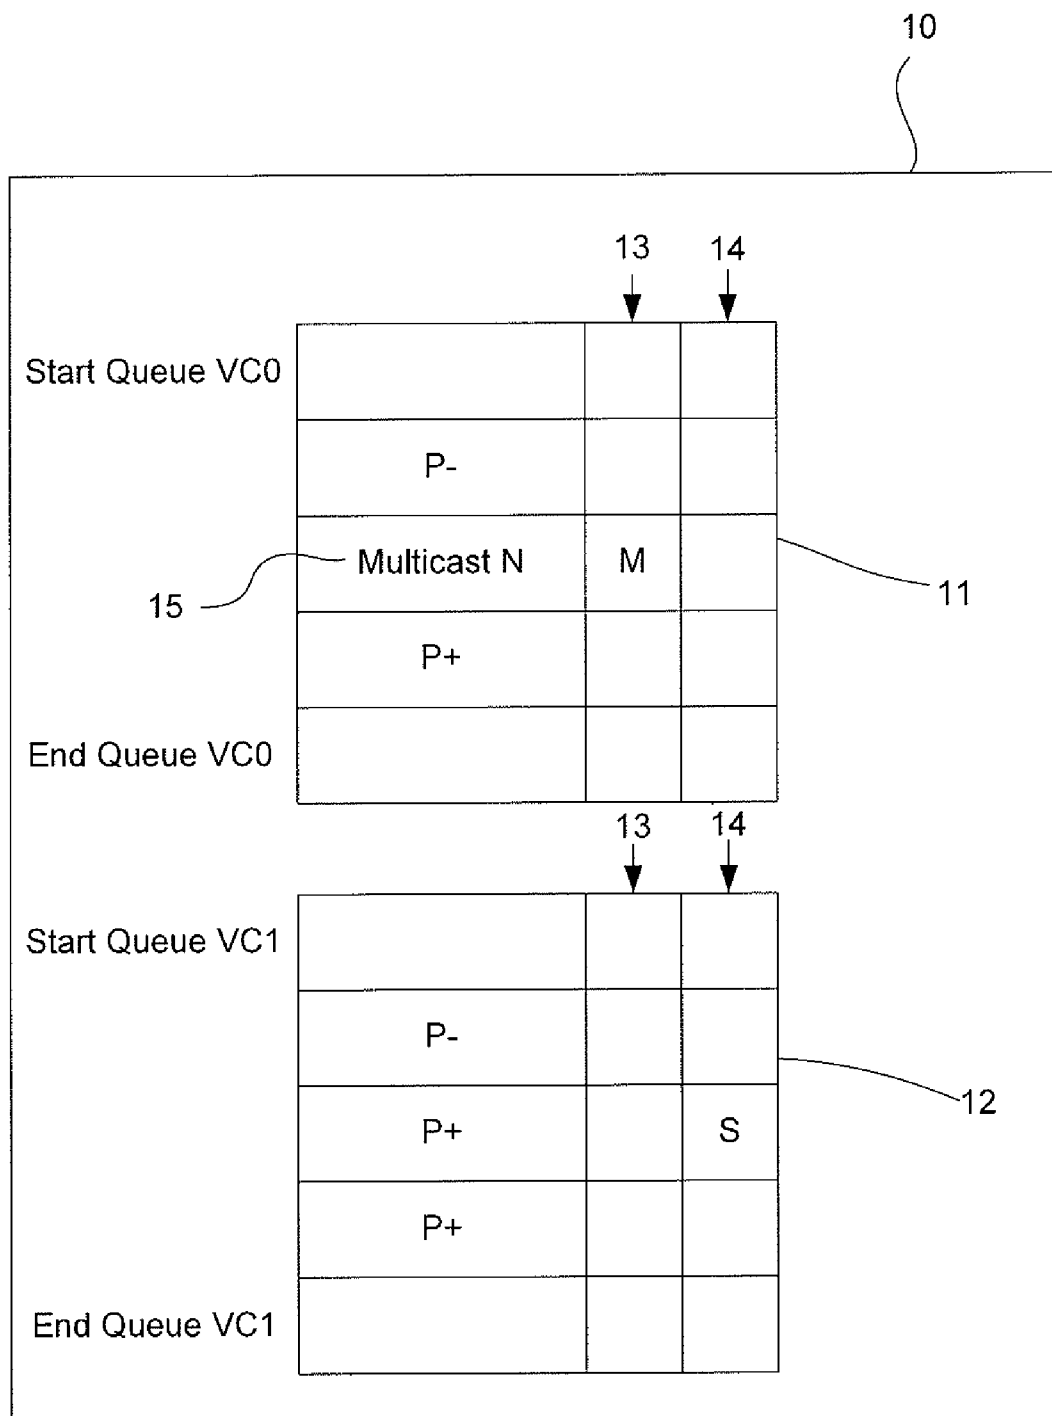 10
13 14
Start Queue VC0
P-
Multicast N M
15
11
P+
End Queue VC0
13 14
Start Queue VC1
P-
12
P+ S
P+
End Queue VC1